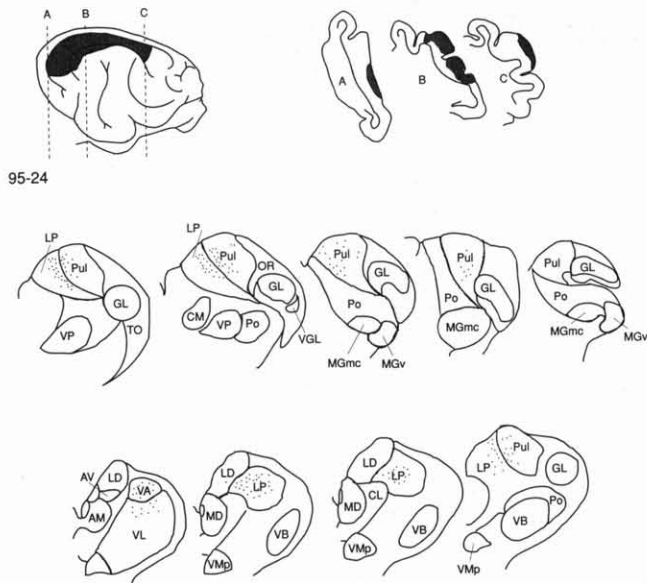 A B C
A B C
95-24
LP Pul GL VP TO
LP Pul OR GL CM VP Po VGL
Pul GL Po MGmc MGv
Pul Po GL MGmc
Pul GL Po MGmc MGv
AV LD VA AM VL
LD LP MD VB VMp
LD LP CL MD VB VMp
Pul LP GL Po VB VMp